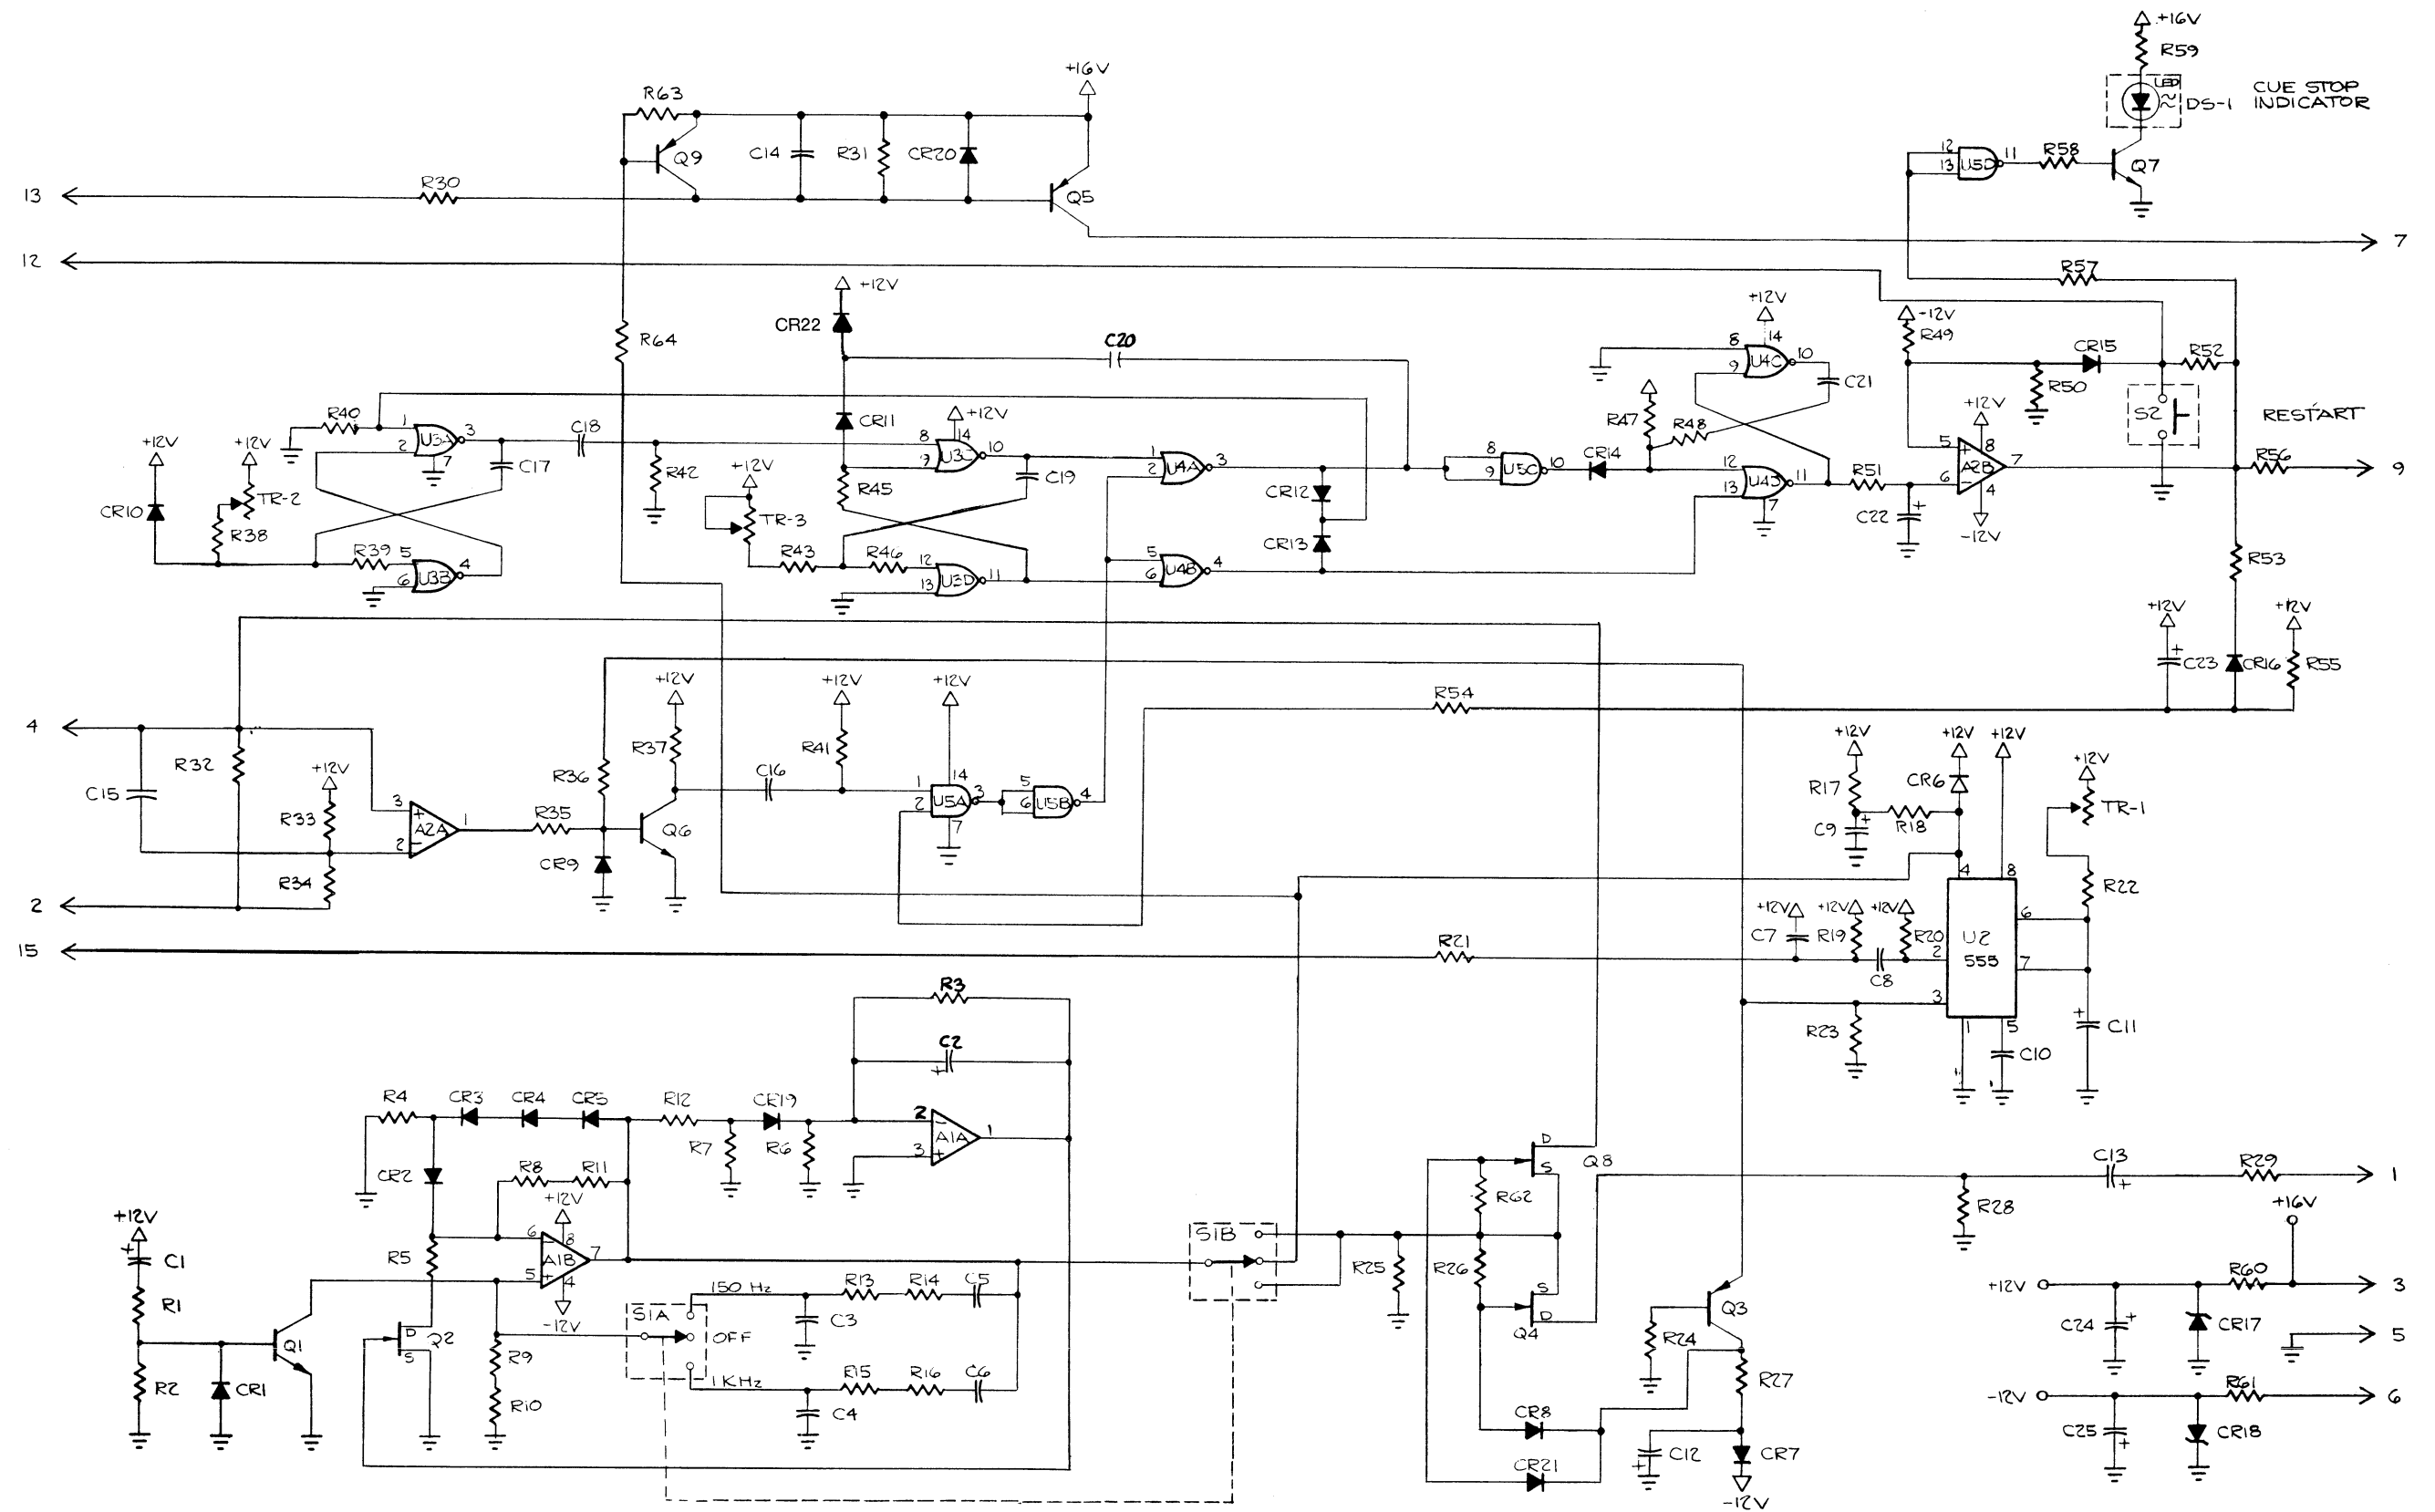 +16V
R59
LED
DS-1
CUE STOP
INDICATOR
+16V
R63
Q9
C14
R31
CR20
Q5
12
13
U5D
11
R58
Q7
13
R30
7
12
R57
+12V
CR22
R64
C20
+12V
14
8
9
U4C
10
C21
-12V
R49
CR15
R52
R50
S2
RESTART
R40
1
2
U3A
3
7
C18
CR11
+12V
14
8
9
U3C
10
R47
R48
+12V
+12V
TR-2
CR10
R38
C17
R42
+12V
TR-3
R45
C19
1
2
U4A
3
CR12
CR13
8
9
U5C
10
CR14
12
13
U4D
11
7
R51
C22
+12V
5
6
+
-
A2B
8
4
7
-12V
R56
9
R39
5
6
U3B
4
R43
R46
12
13
U3D
11
5
6
U4B
4
R53
+12V
+12V
+
C23
CR16
R55
4
R32
C15
+12V
R33
R34
3
2
+
-
A2A
1
R35
R36
+12V
R37
Q6
CR9
C16
+12V
R41
+12V
14
1
2
U5A
3
7
5
6
U5B
4
R54
+12V
R17
C9
+
R18
+12V
CR6
+12V
+12V
TR-1
R22
2
4
8
6
7
2
3
1
5
U2
555
+12V
C7
+12V
R19
+12V
R20
C8
15
R21
R23
C10
+
C11
R3
C2
+
R4
CR3
CR4
CR5
R12
CR19
R7
R6
2
3
-
+
A1A
1
CR2
R8
R11
+12V
+12V
+
C1
R1
R2
CR1
Q1
R5
D
S
Q2
6
5
-
+
A1B
8
4
7
-12V
R9
R10
S1A
150 Hz
OFF
1 KHz
R13
R14
C5
C3
R15
R16
C6
C4
S1B
R25
R26
R62
D
S
Q8
S
D
Q4
CR8
CR21
Q3
R24
R27
C12
+
CR7
-12V
C13
+
R29
1
R28
+16V
+12V
R60
3
C24
+
CR17
5
-12V
R61
6
C25
+
CR18